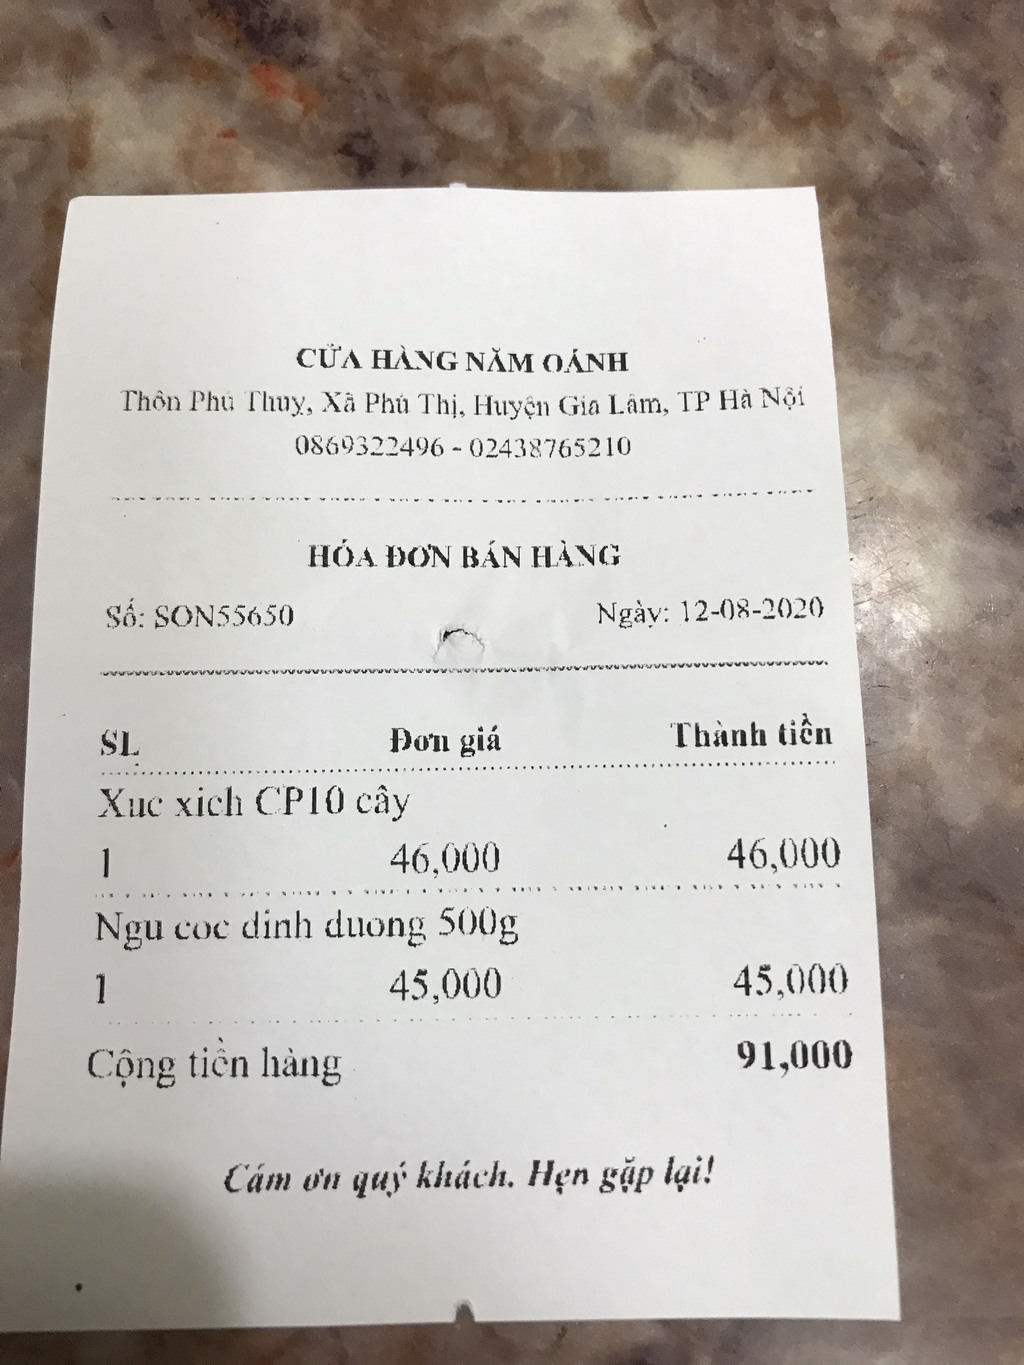 CỬA HÀNG NĂM OÁNH
Thôn Phú Thuy, Xã Phú Thị, Huyện Gia Lâm, TP Hà Nội
0869322496 - 02438765210
HÓA ĐƠN BÁN HÀNG
Số: SON55650 Ngày: 12-08-2020
SL Đơn giá Thành tiền
Xuc xich CP10 cây
1 46,000 46,000
Ngu coc dinh duong 500g
1 45,000 45,000
Cộng tiền hàng 91,000
Cám ơn quý khách. Hẹn gặp lại!